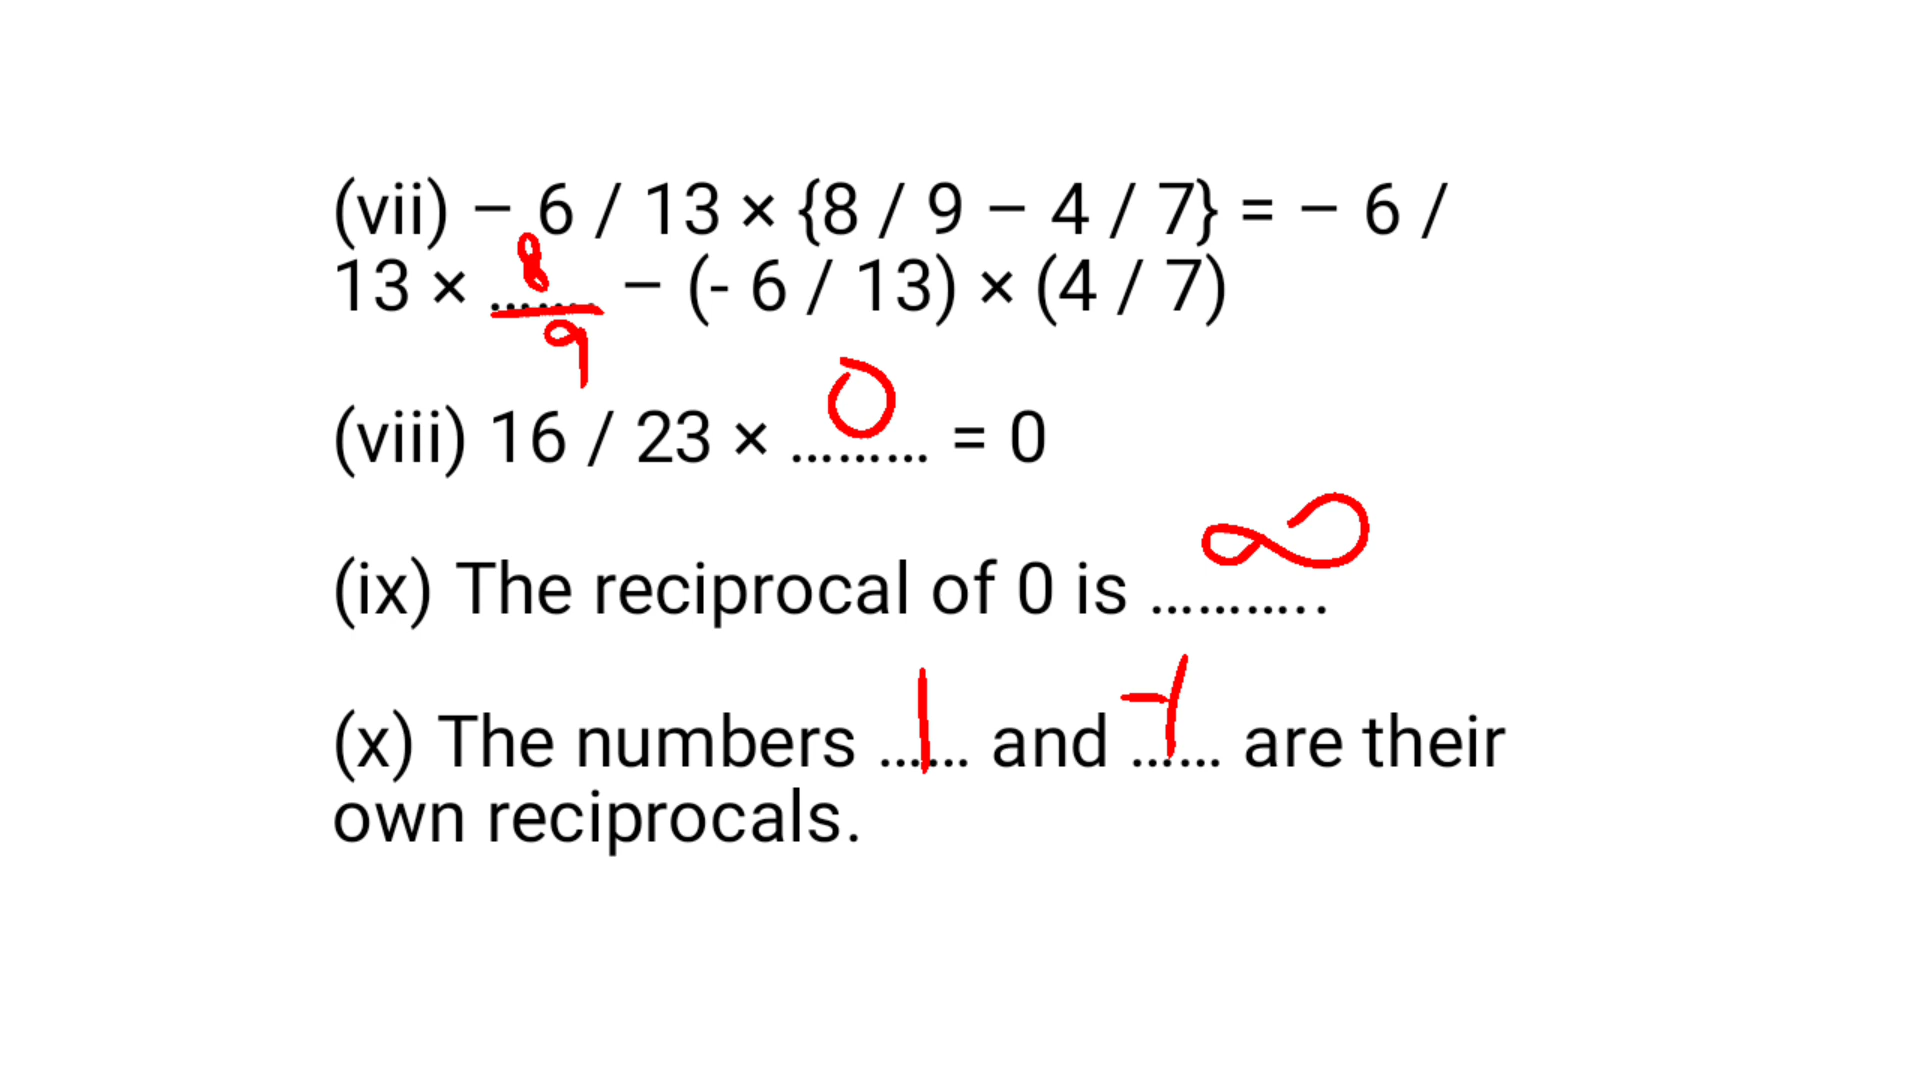 (vii) – 6 / 13 × {8 / 9 – 4 / 7} = – 6 /
13 × ....... – (- 6 / 13) × (4 / 7)
8
9
(viii) 16 / 23 × ……… = 0
0
(ix) The reciprocal of 0 is ………..
∞
(x) The numbers …… and …… are their
1 -1
own reciprocals.